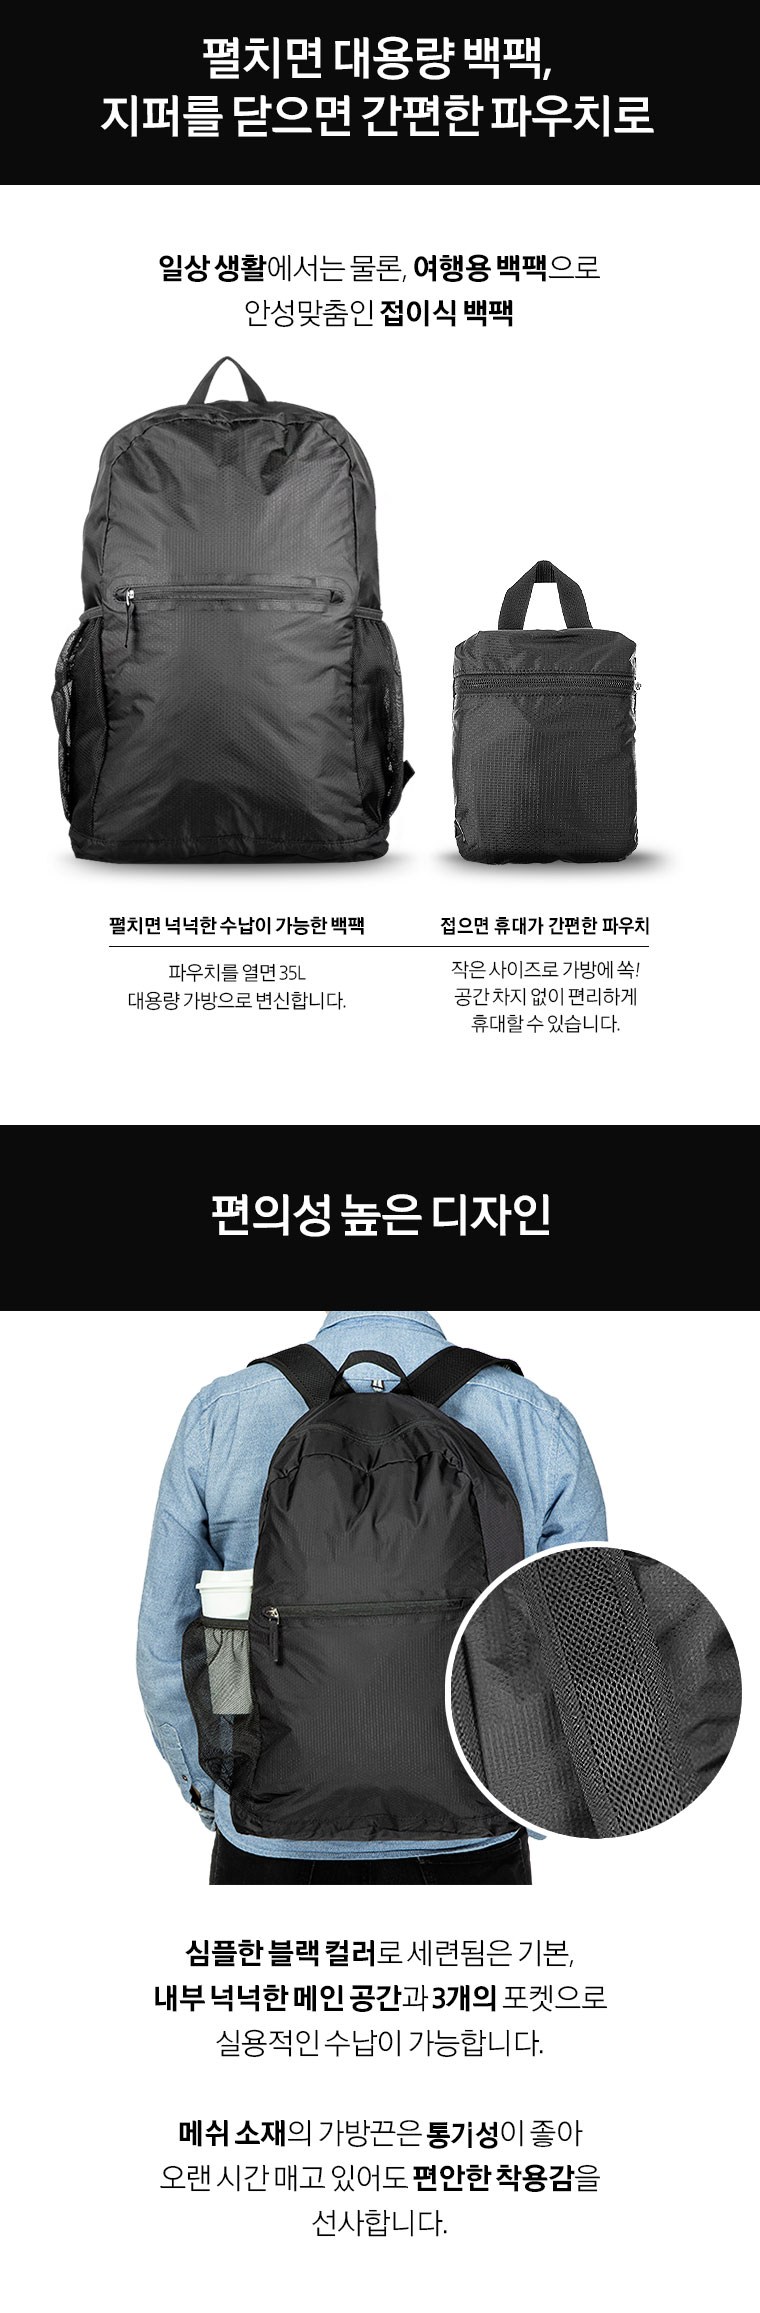 펼치면 대용량 백팩,
지퍼를 닫으면 간편한 파우치로
일상 생활에서는 물론, 여행용 백팩으로
안성맞춤인 접이식 백팩
펼치면 넉넉한 수납이 가능한 백팩
파우치를 열면 35L
대용량 가방으로 변신합니다.
접으면 휴대가 간편한 파우치
작은 사이즈로 가방에 쏙!
공간 차지 없이 편리하게
휴대할 수 있습니다.
편의성 높은 디자인
심플한 블랙 컬러로 세련됨은 기본,
내부 넉넉한 메인 공간과 3개의 포켓으로
실용적인 수납이 가능합니다.
메쉬 소재의 가방끈은 통기성이 좋아
오랜 시간 매고 있어도 편안한 착용감을
선사합니다.